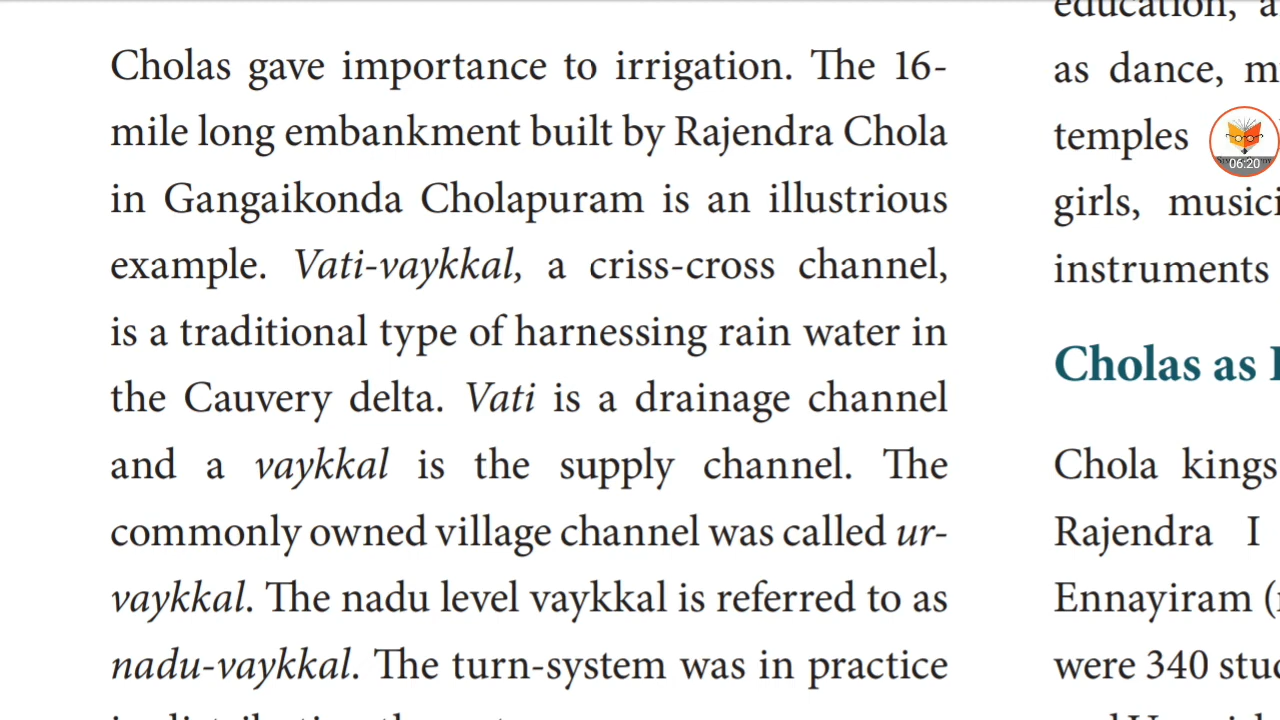 Cholas gave importance to irrigation. The 16-
mile long embankment built by Rajendra Chola
in Gangaikonda Cholapuram is an illustrious
example. Vati-vaykkal, a criss-cross channel,
is a traditional type of harnessing rain water in
the Cauvery delta. Vati is a drainage channel
and a vaykkal is the supply channel. The
commonly owned village channel was called ur-
vaykkal. The nadu level vaykkal is referred to as
nadu-vaykkal. The turn-system was in practice
education,
as dance,
temples
girls,
instruments
Cholas as
Chola kings
Rajendra I
Ennayiram
were 340
06:20